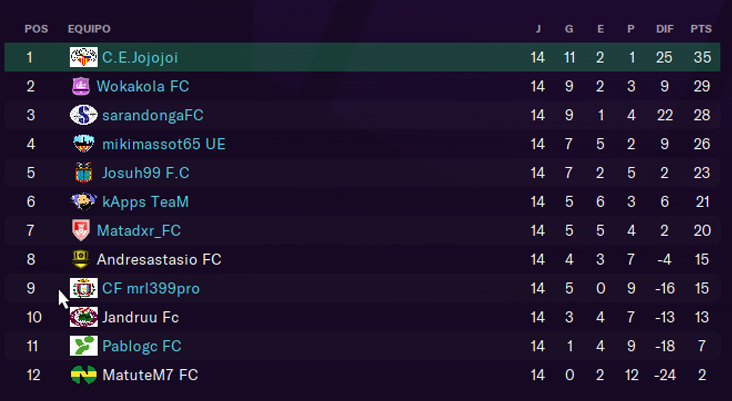 POS EQUIPO J G E P DIF PTS
1 C.E.Jojojoi 14 11 2 1 25 35
2 Wokakola FC 14 9 2 3 9 29
3 sarandongaFC 14 9 1 4 22 28
4 mikimassot65 UE 14 7 5 2 9 26
5 Josuh99 F.C 14 7 2 5 2 23
6 kApps TeaM 14 5 6 3 6 21
7 Matadxr_FC 14 5 5 4 2 20
8 Andresastasio FC 14 4 3 7 -4 15
9 CF mrl399pro 14 5 0 9 -16 15
10 Jandruu Fc 14 3 4 7 -13 13
11 Pablogc FC 14 1 4 9 -18 7
12 MatuteM7 FC 14 0 2 12 -24 2